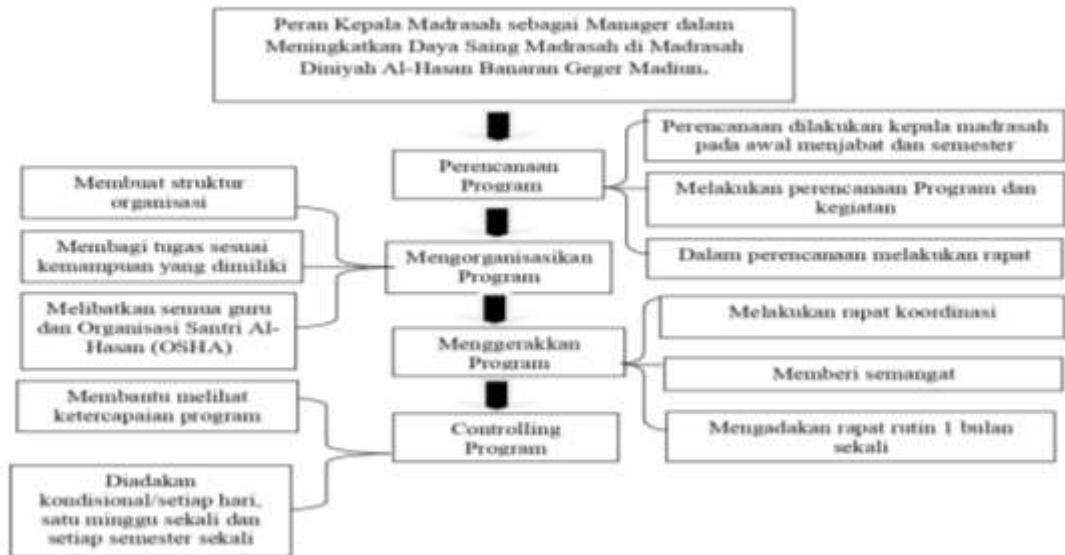 Peran Kepala Madrasah sebagai Manager dalam
Meningkatkan Daya Saing Madrasah di Madrasah
Diniyah Al-Hasan Banaran Geger Madiun.
Perencanaan
Program
Perencanaan dilakukan kepala madrasah
pada awal menjabat dan semester
Melakukan perencanaan Program dan
kegiatan
Dalam perencanaan melakukan rapat
Membuat struktur
organisasi
Membagi tugas sesuai
kemampuan yang dimiliki
Melibatkan semua guru
dan Organisasi Santri Al-
Hasan (OSHA)
Mengorganisasikan
Program
Menggerakkan
Program
Melakukan rapat koordinasi
Memberi semangat
Mengadakan rapat rutin 1 bulan
sekali
Membantu melihat
ketercapaian program
Diadakan
kondisional/setiap hari,
satu minggu sekali dan
setiap semester sekali
Controlling
Program